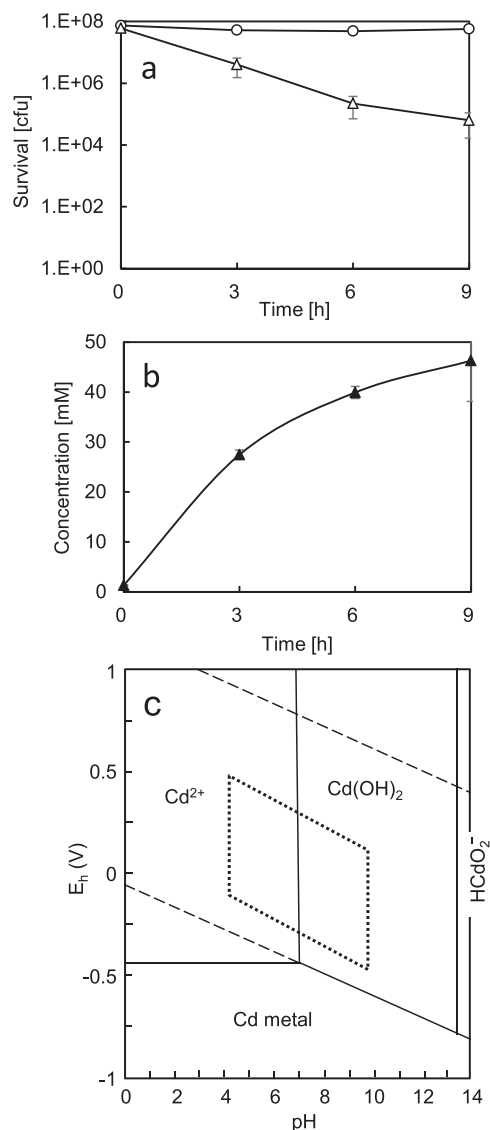 1.E+08
1.E+06
1.E+04
1.E+02
1.E+00
Survival [cfu]
a
0 3 6 9
Time [h]
50
40
30
20
10
0
Concentration [mM]
b
0 3 6 9
Time [h]
1
0.5
0
-0.5
-1
Eₕ (V)
c
Cd²⁺
Cd(OH)₂
HCdO₂⁻
Cd metal
0 2 4 6 8 10 12 14
pH